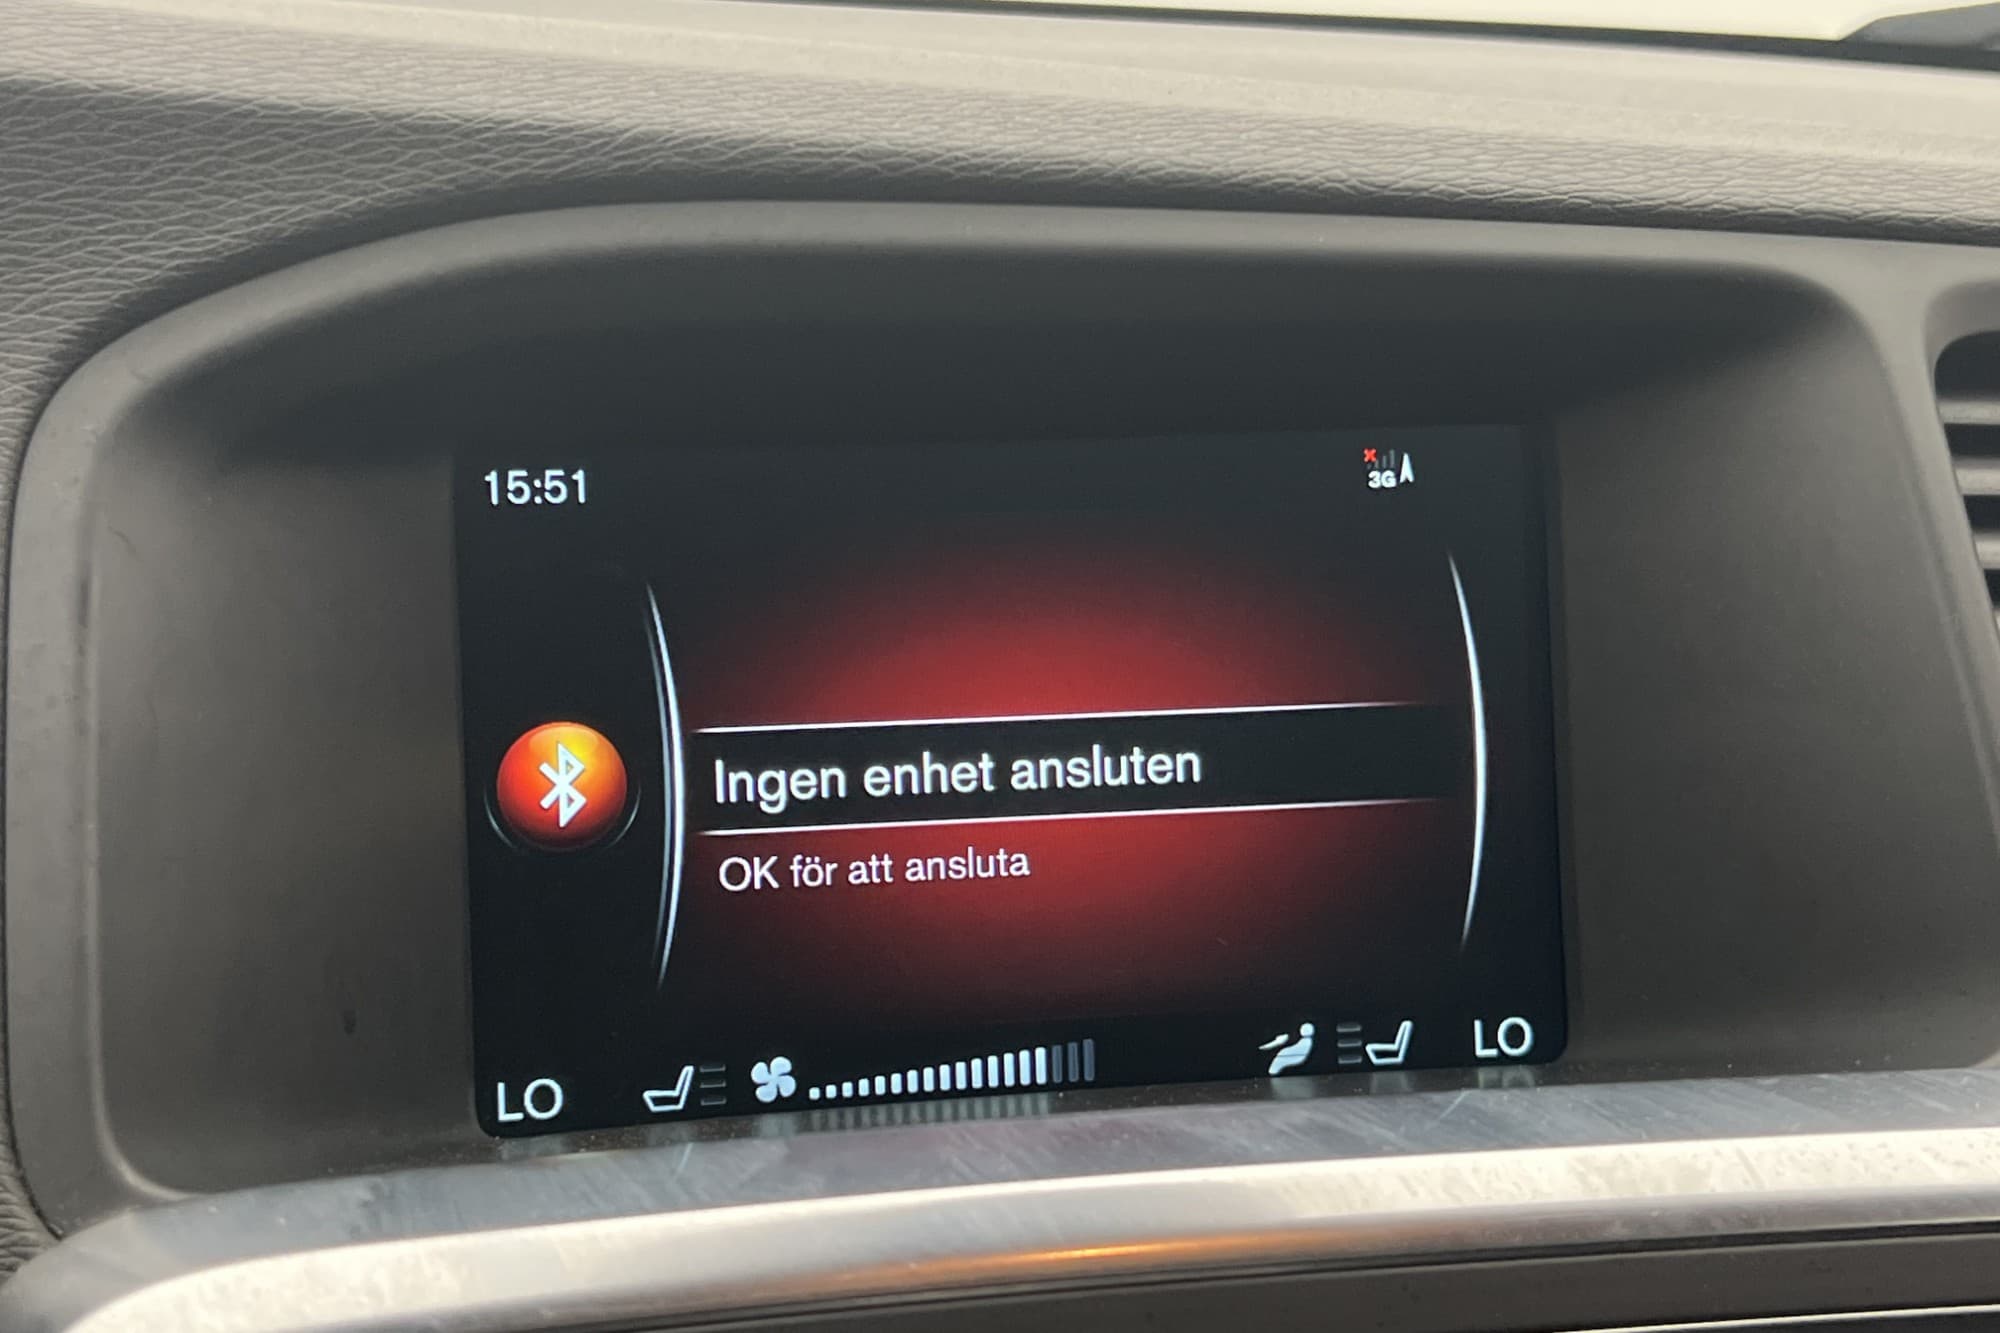 15:51
3G
Ingen enhet ansluten
OK för att ansluta
LO
LO